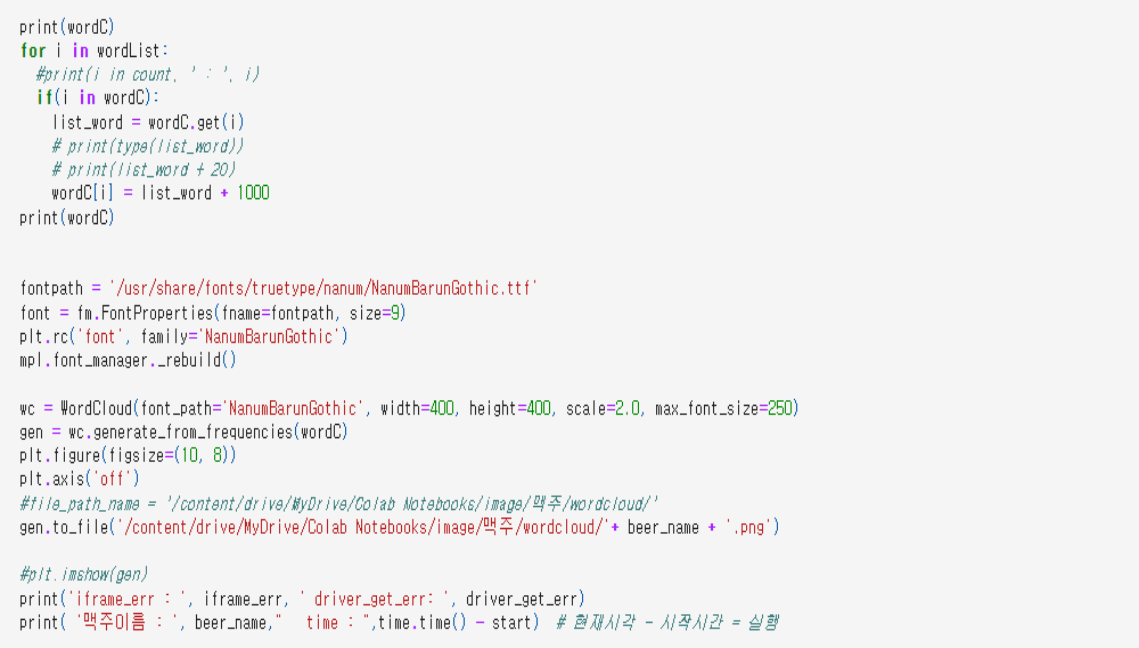 print(wordC)
for i in wordList:
  #print(i in count, ' : ', i)
  if(i in wordC):
    list_word = wordC.get(i)
    # print(type(list_word))
    # print(list_word + 20)
    wordC[i] = list_word + 1000
print(wordC)
fontpath = '/usr/share/fonts/truetype/nanum/NanumBarunGothic.ttf'
font = fm.FontProperties(fname=fontpath, size=9)
plt.rc('font', family='NanumBarunGothic')
mpl.font_manager._rebuild()
wc = WordCloud(font_path='NanumBarunGothic', width=400, height=400, scale=2.0, max_font_size=250)
gen = wc.generate_from_frequencies(wordC)
plt.figure(figsize=(10, 8))
plt.axis('off')
#file_path_name = '/content/drive/MyDrive/Colab Notebooks/image/맥주/wordcloud/'
gen.to_file('/content/drive/MyDrive/Colab Notebooks/image/맥주/wordcloud/'+ beer_name + '.png')
#plt.imshow(gen)
print('iframe_err : ', iframe_err, ' driver_get_err: ', driver_get_err)
print( '맥주이름 : ', beer_name,"   time : ",time.time() - start)  # 현재시각 - 시작시간 = 실행